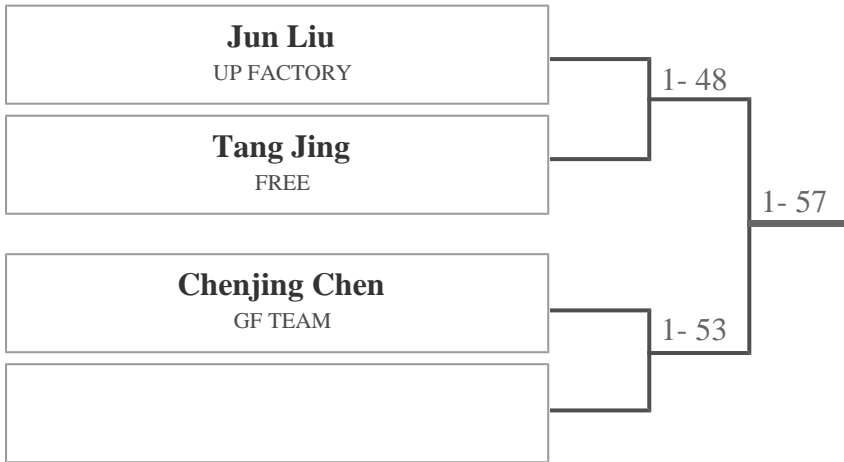 Jun Liu
UP FACTORY
1- 48
Tang Jing
FREE
1- 57
Chenjing Chen
GF TEAM
1- 53